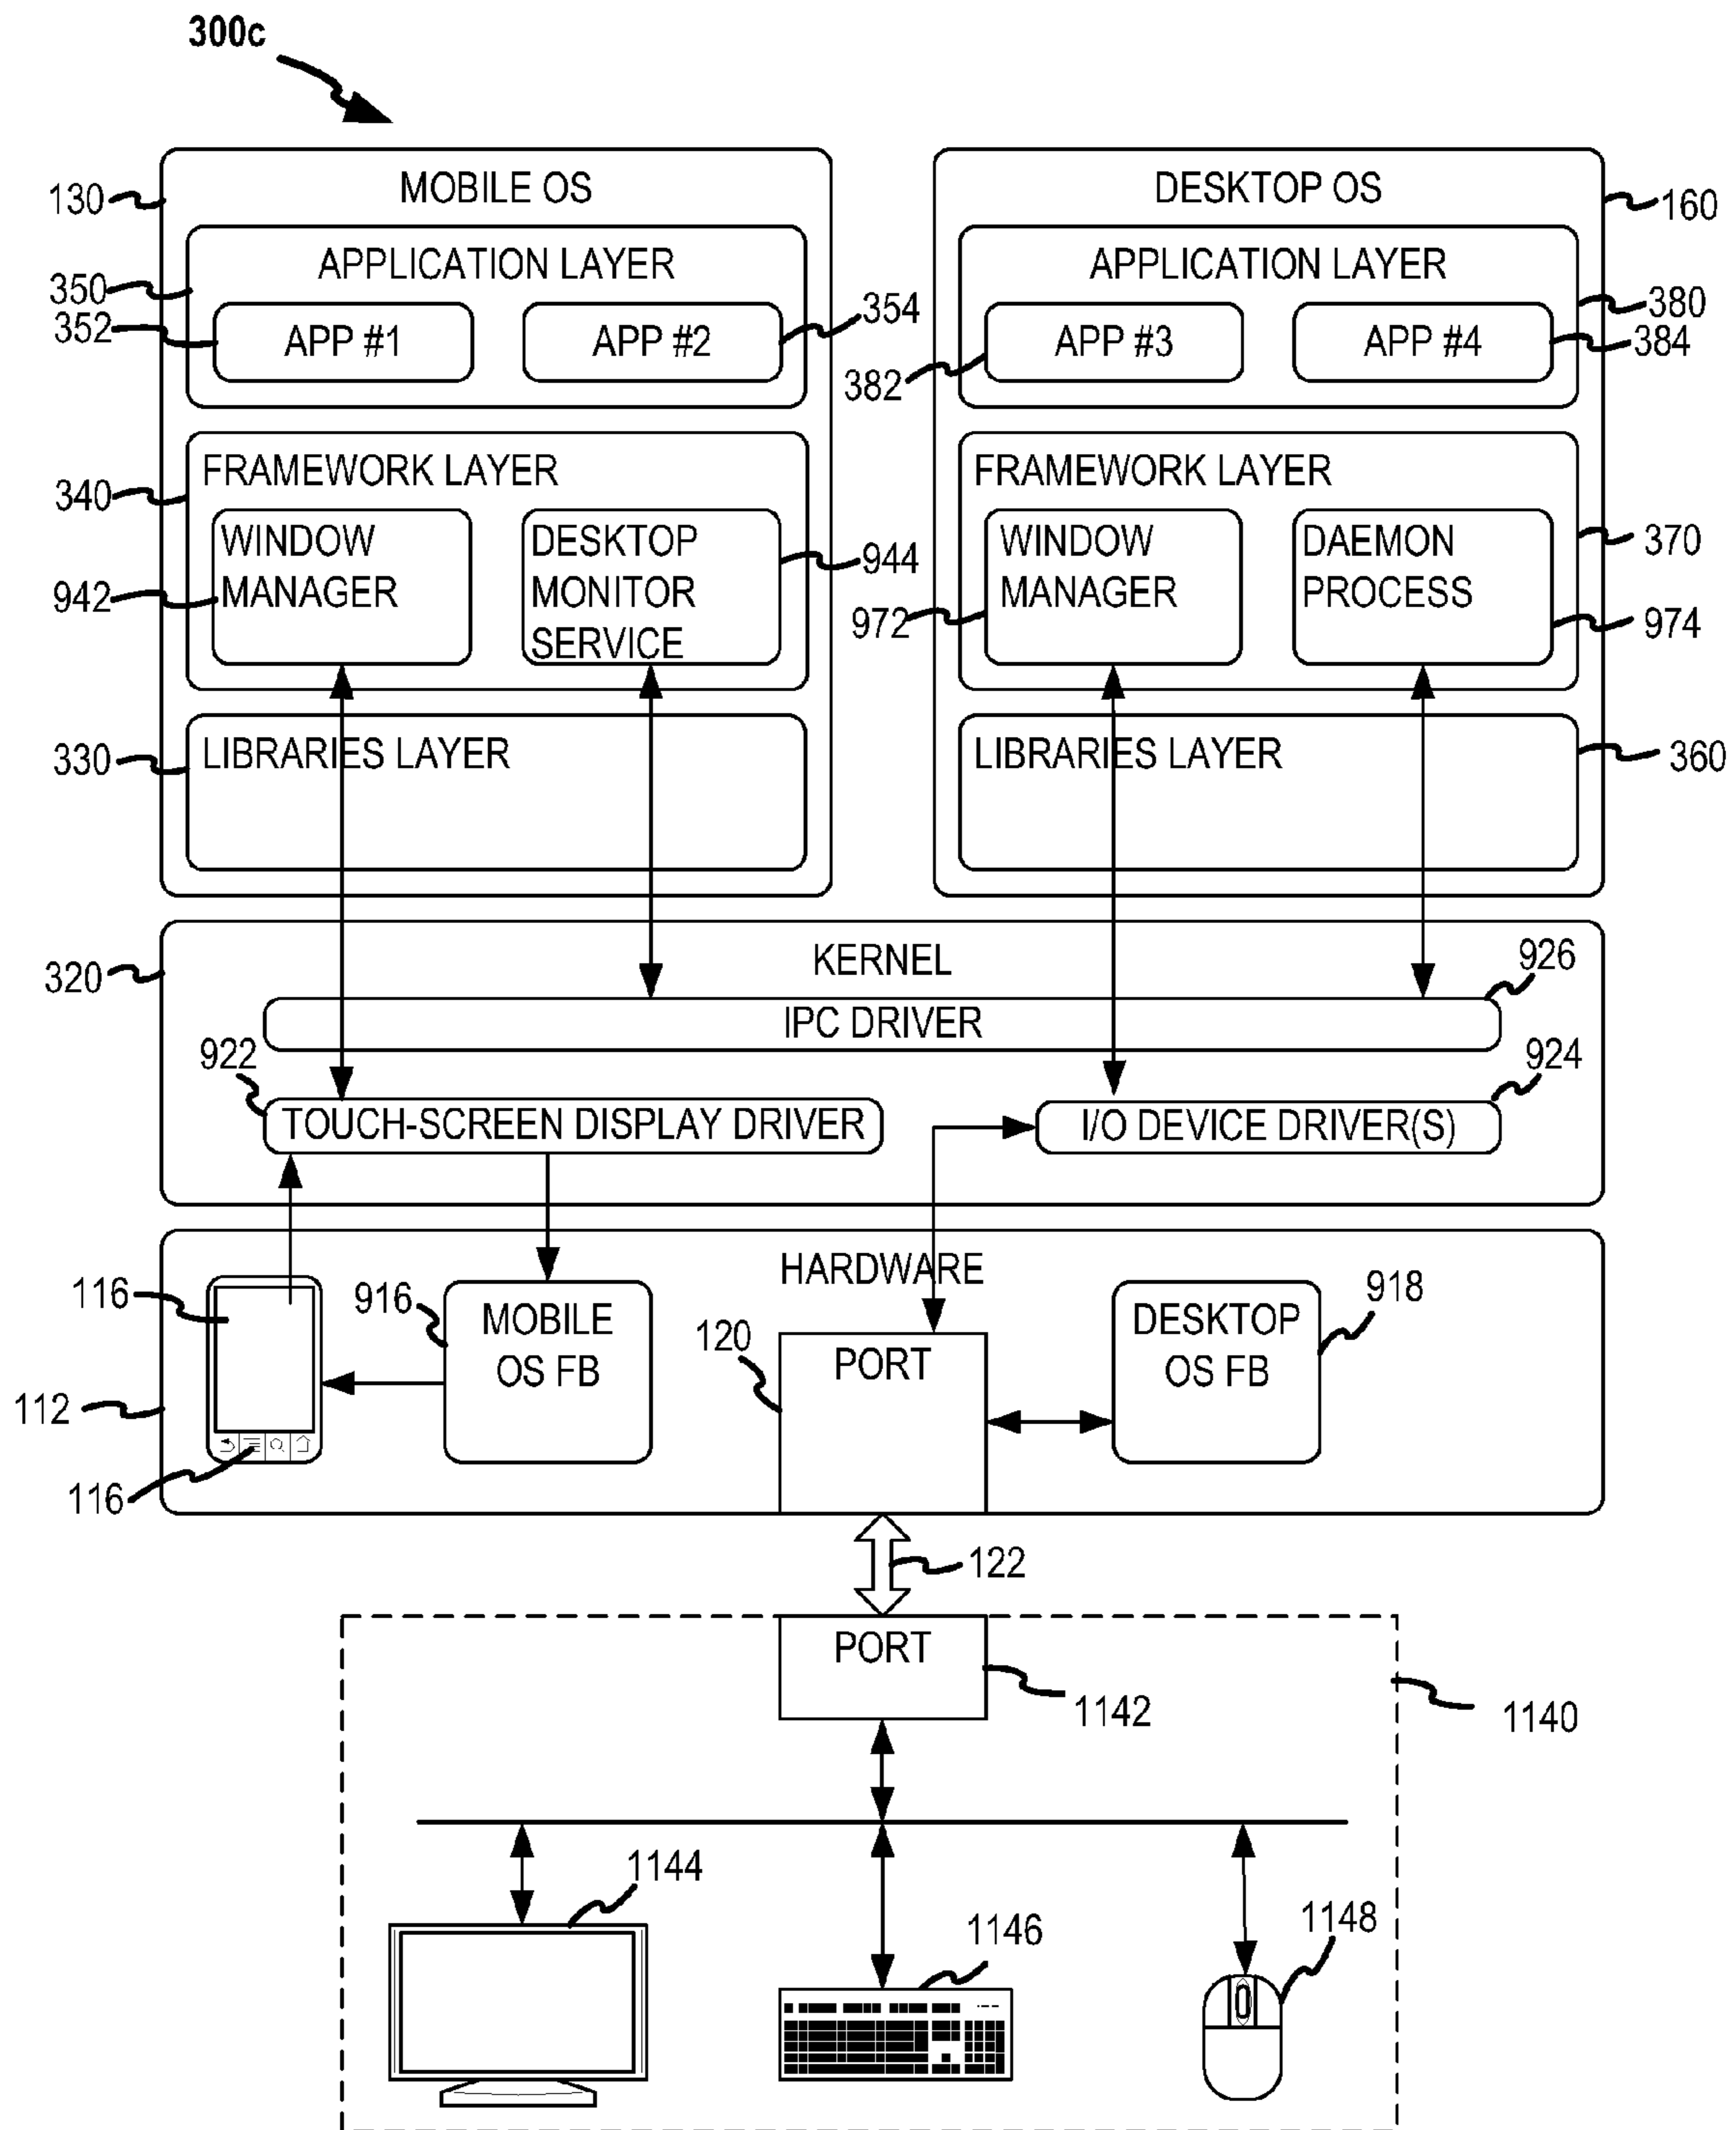 300c
MOBILE OS
DESKTOP OS
130
160
APPLICATION LAYER
APPLICATION LAYER
350
380
352
APP #1
APP #2
354
382
APP #3
APP #4
384
FRAMEWORK LAYER
FRAMEWORK LAYER
340
370
WINDOW
MANAGER
942
DESKTOP
MONITOR
SERVICE
944
WINDOW
MANAGER
972
DAEMON
PROCESS
974
LIBRARIES LAYER
LIBRARIES LAYER
330
360
KERNEL
320
926
IPC DRIVER
922
924
TOUCH-SCREEN DISPLAY DRIVER
I/O DEVICE DRIVER(S)
HARDWARE
116
916
MOBILE
OS FB
120
PORT
DESKTOP
OS FB
918
112
116
122
PORT
1142
1140
1144
1146
1148